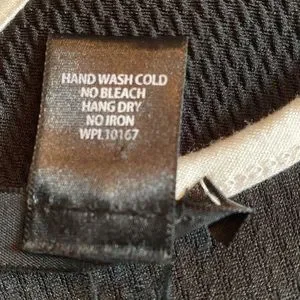 HAND WASH COLD
NO BLEACH
HANG DRY
NO IRON
WPL10167